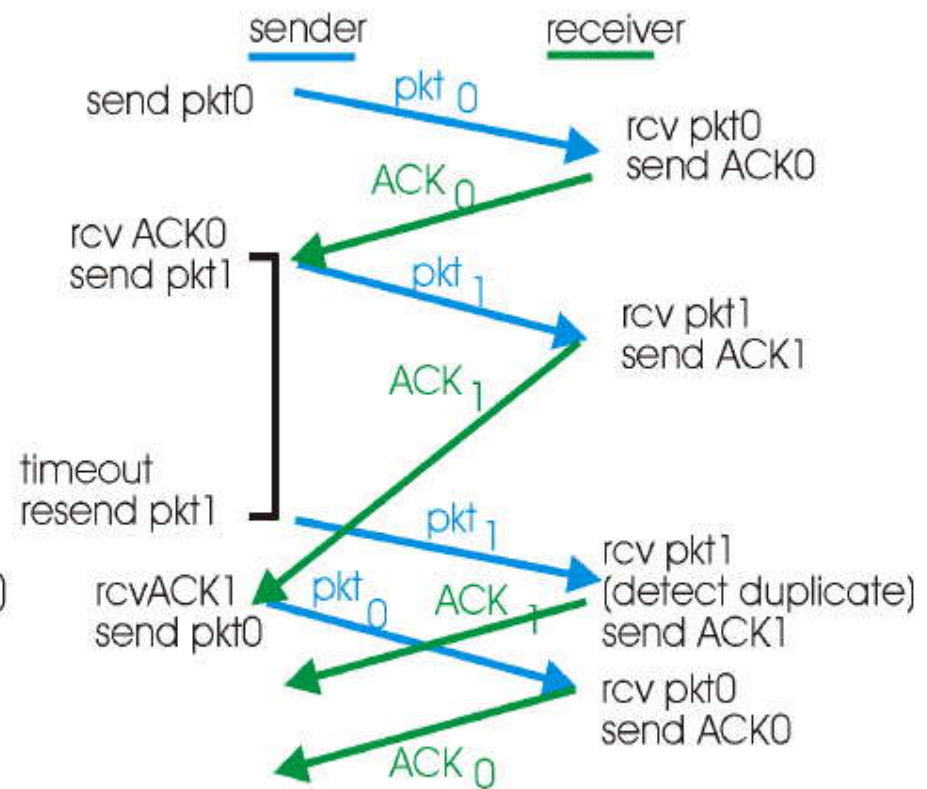 sender
receiver
send pkt0
pkt 0
rcv pkt0
send ACK0
ACK 0
rcv ACK0
send pkt1
pkt 1
rcv pkt1
send ACK1
ACK 1
timeout
resend pkt1
pkt 1
rcv pkt1
(detect duplicate)
send ACK1
)
rcvACK1
send pkt0
pkt 0
ACK 1
rcv pkt0
send ACK0
ACK 0